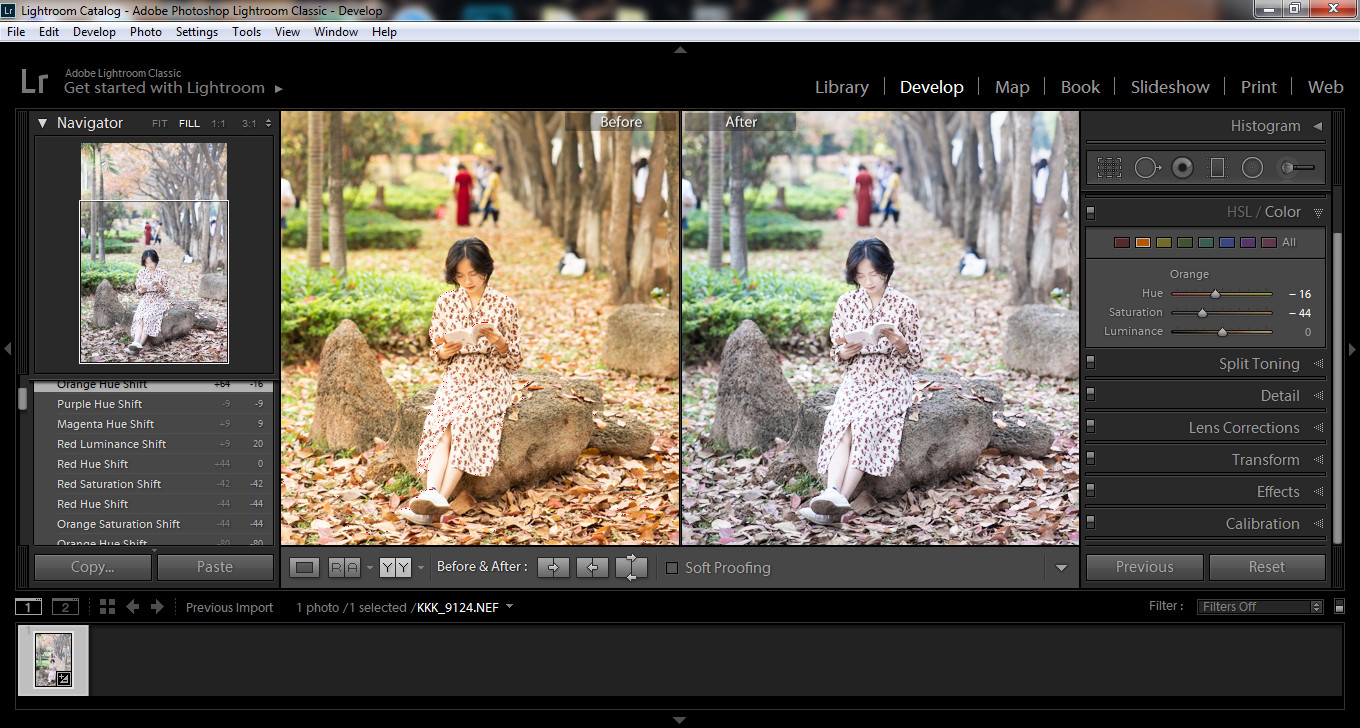 Lightroom Catalog - Adobe Photoshop Lightroom Classic - Develop
File Edit Develop Photo Settings Tools View Window Help
Lr
Adobe Lightroom Classic
Get started with Lightroom
Library Develop Map Book Slideshow Print Web
Navigator FIT FILL 1:1 3:1
Orange Hue Shift +64 -16
Purple Hue Shift -9 -9
Magenta Hue Shift +9 9
Red Luminance Shift +9 20
Red Hue Shift +44 0
Red Saturation Shift -42 -42
Red Hue Shift -44 -44
Orange Saturation Shift -44 -44
Orange Hue Shift -80 -80
Copy... Paste
Before
After
Histogram
HSL / Color
All
Orange
Hue - 16
Saturation - 44
Luminance 0
Split Toning
Detail
Lens Corrections
Transform
Effects
Calibration
R A Y Y Before & After : Soft Proofing
Previous Reset
1 2 Previous Import 1 photo /1 selected /KKK_9124.NEF Filter : Filters Off
1